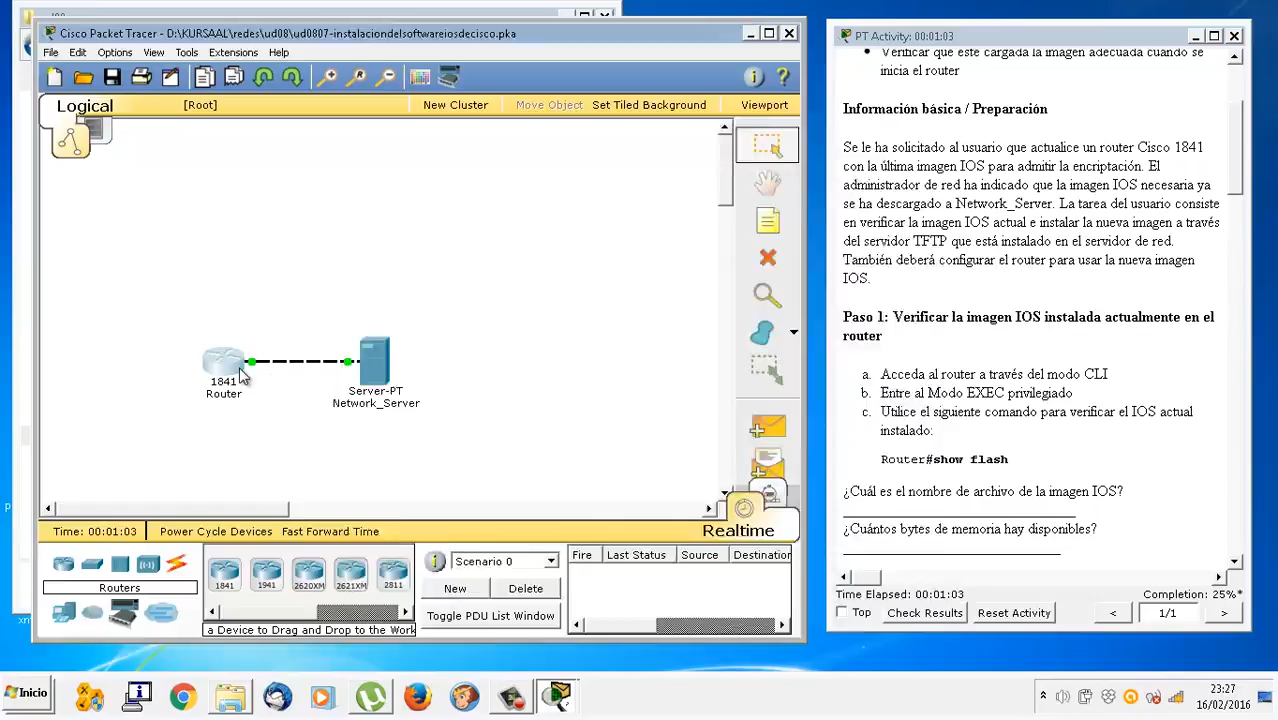 Cisco Packet Tracer - D:\KURSAAL\redes\ud08\ud0807-instalaciondelsoftwareiosdecisco.pka
File Edit Options View Tools Extensions Help
Logical [Root] New Cluster Move Object Set Tiled Background Viewport
1841
Router
Server-PT
Network_Server
Time: 00:01:03 Power Cycle Devices Fast Forward Time
Realtime
Routers
1841 1941 2620XM 2621XM 2811
a Device to Drag and Drop to the Work
Scenario 0
New Delete
Toggle PDU List Window
Fire Last Status Source Destination
PT Activity: 00:01:03
Verificar que esté cargada la imagen adecuada cuando se
inicia el router
Información básica / Preparación
Se le ha solicitado al usuario que actualice un router Cisco 1841
con la última imagen IOS para admitir la encriptación. El
administrador de red ha indicado que la imagen IOS necesaria ya
se ha descargado a Network_Server. La tarea del usuario consiste
en verificar la imagen IOS actual e instalar la nueva imagen a través
del servidor TFTP que está instalado en el servidor de red.
También deberá configurar el router para usar la nueva imagen
IOS.
Paso 1: Verificar la imagen IOS instalada actualmente en el
router
a. Acceda al router a través del modo CLI
b. Entre al Modo EXEC privilegiado
c. Utilice el siguiente comando para verificar el IOS actual
instalado:
Router#show flash
¿Cuál es el nombre de archivo de la imagen IOS?
¿Cuántos bytes de memoria hay disponibles?
Time Elapsed: 00:01:03 Completion: 25%*
Top Check Results Reset Activity < 1/1 >
Inicio
23:27
16/02/2016